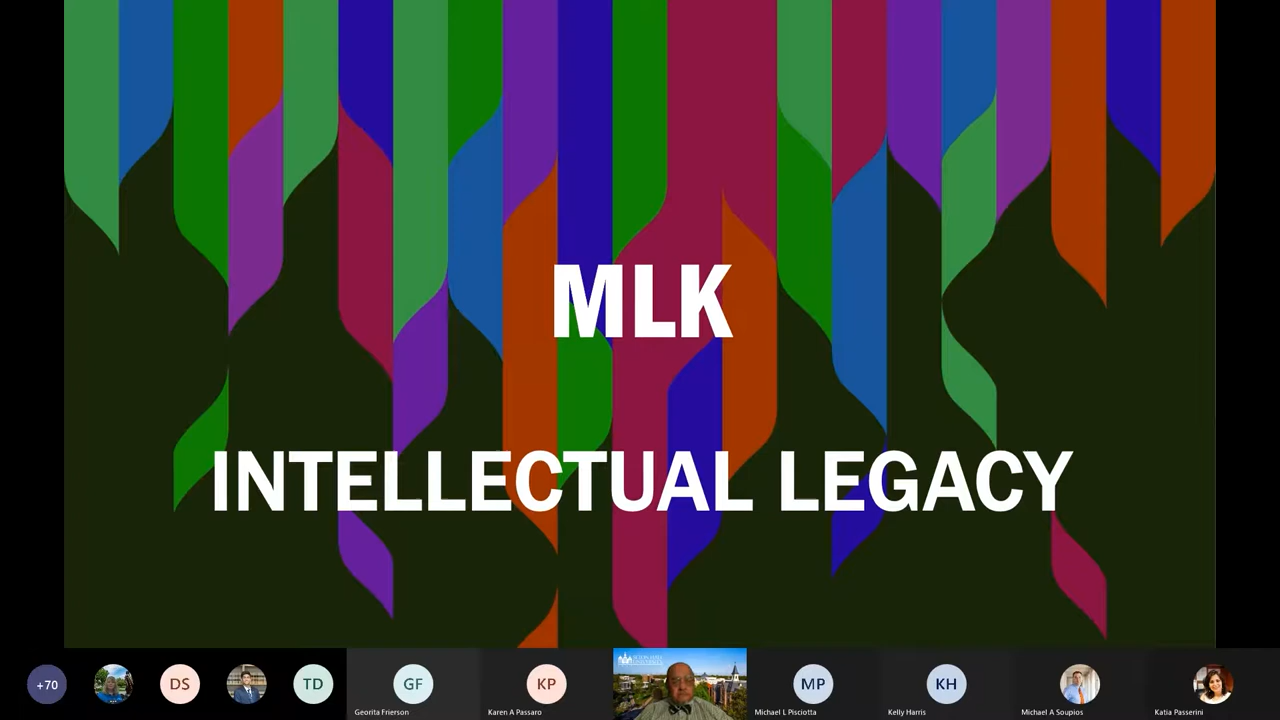 MLK
INTELLECTUAL LEGACY
+70
DS
TD
GF
KP
MP
KH
Georita Frierson
Karen A Passaro
Michael L Pisciotta
Kelly Harris
Michael A Soupios
Katia Passerini